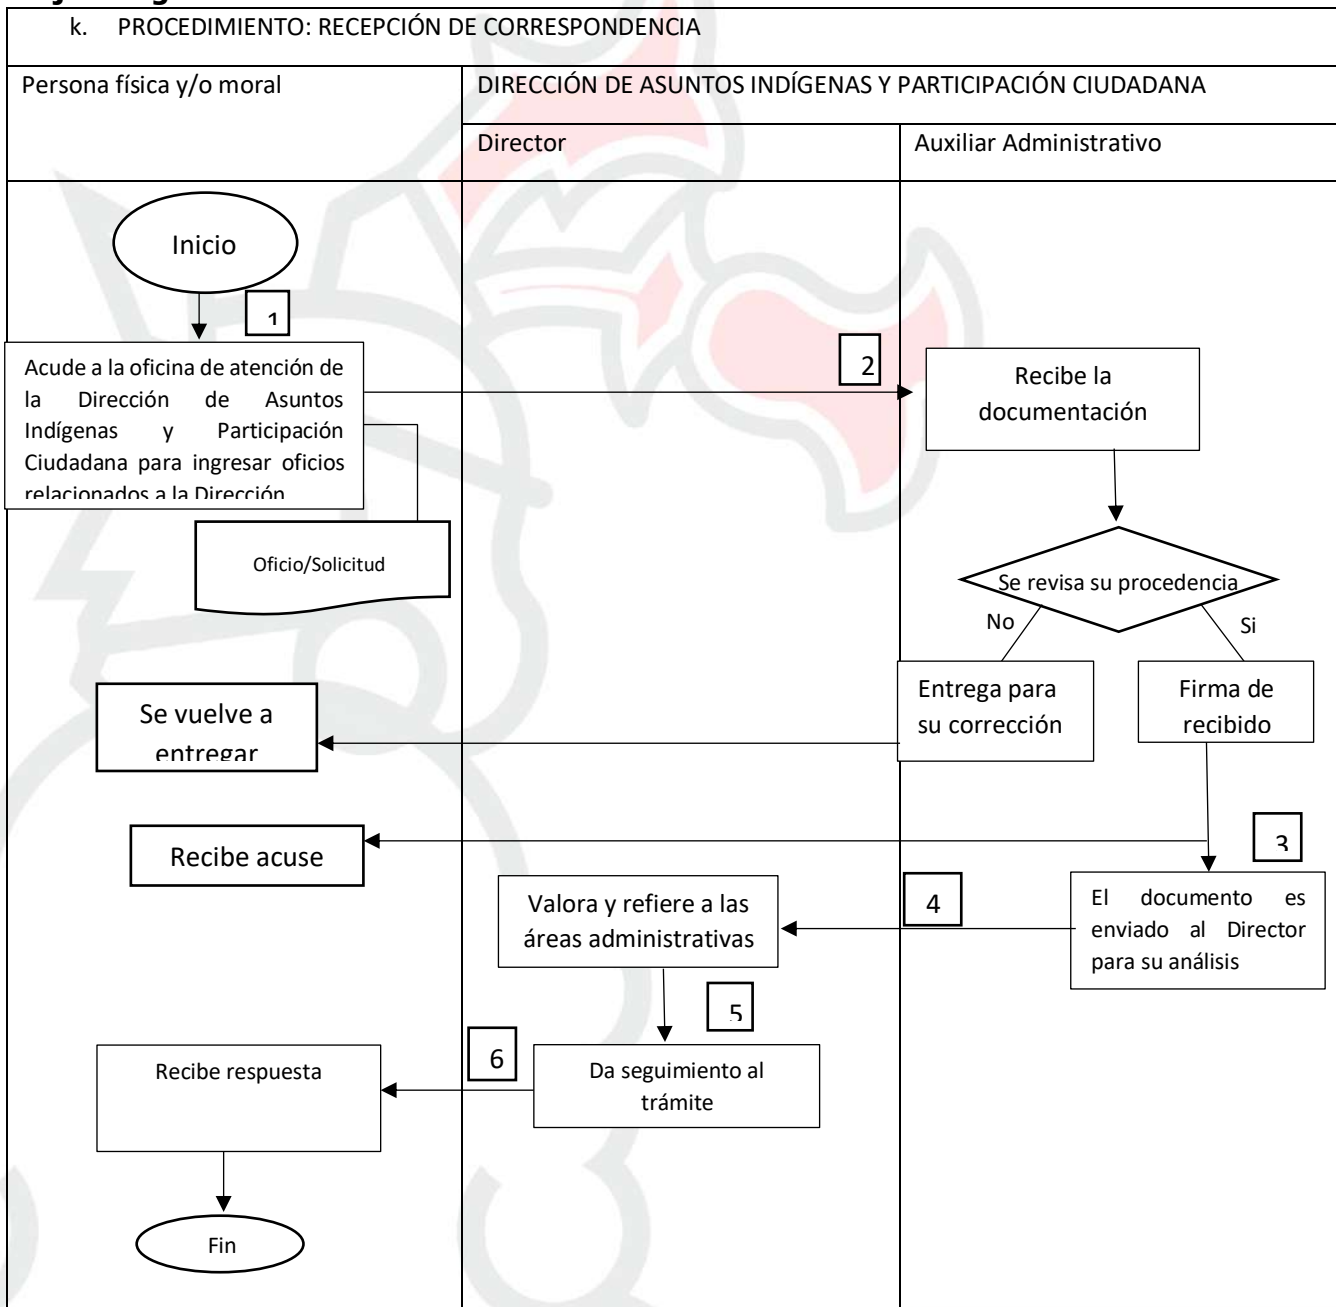 k. PROCEDIMIENTO: RECEPCIÓN DE CORRESPONDENCIA
Persona física y/o moral
DIRECCIÓN DE ASUNTOS INDÍGENAS Y PARTICIPACIÓN CIUDADANA
Director
Auxiliar Administrativo
Inicio
1
Acude a la oficina de atención de
la Dirección de Asuntos
Indígenas y Participación
Ciudadana para ingresar oficios
relacionados a la Dirección
Oficio/Solicitud
2
Recibe la
documentación
Se revisa su procedencia
No
Si
Entrega para
su corrección
Firma de
recibido
Se vuelve a
entregar
Recibe acuse
3
El documento es
enviado al Director
para su análisis
4
Valora y refiere a las
áreas administrativas
5
Da seguimiento al
trámite
6
Recibe respuesta
Fin